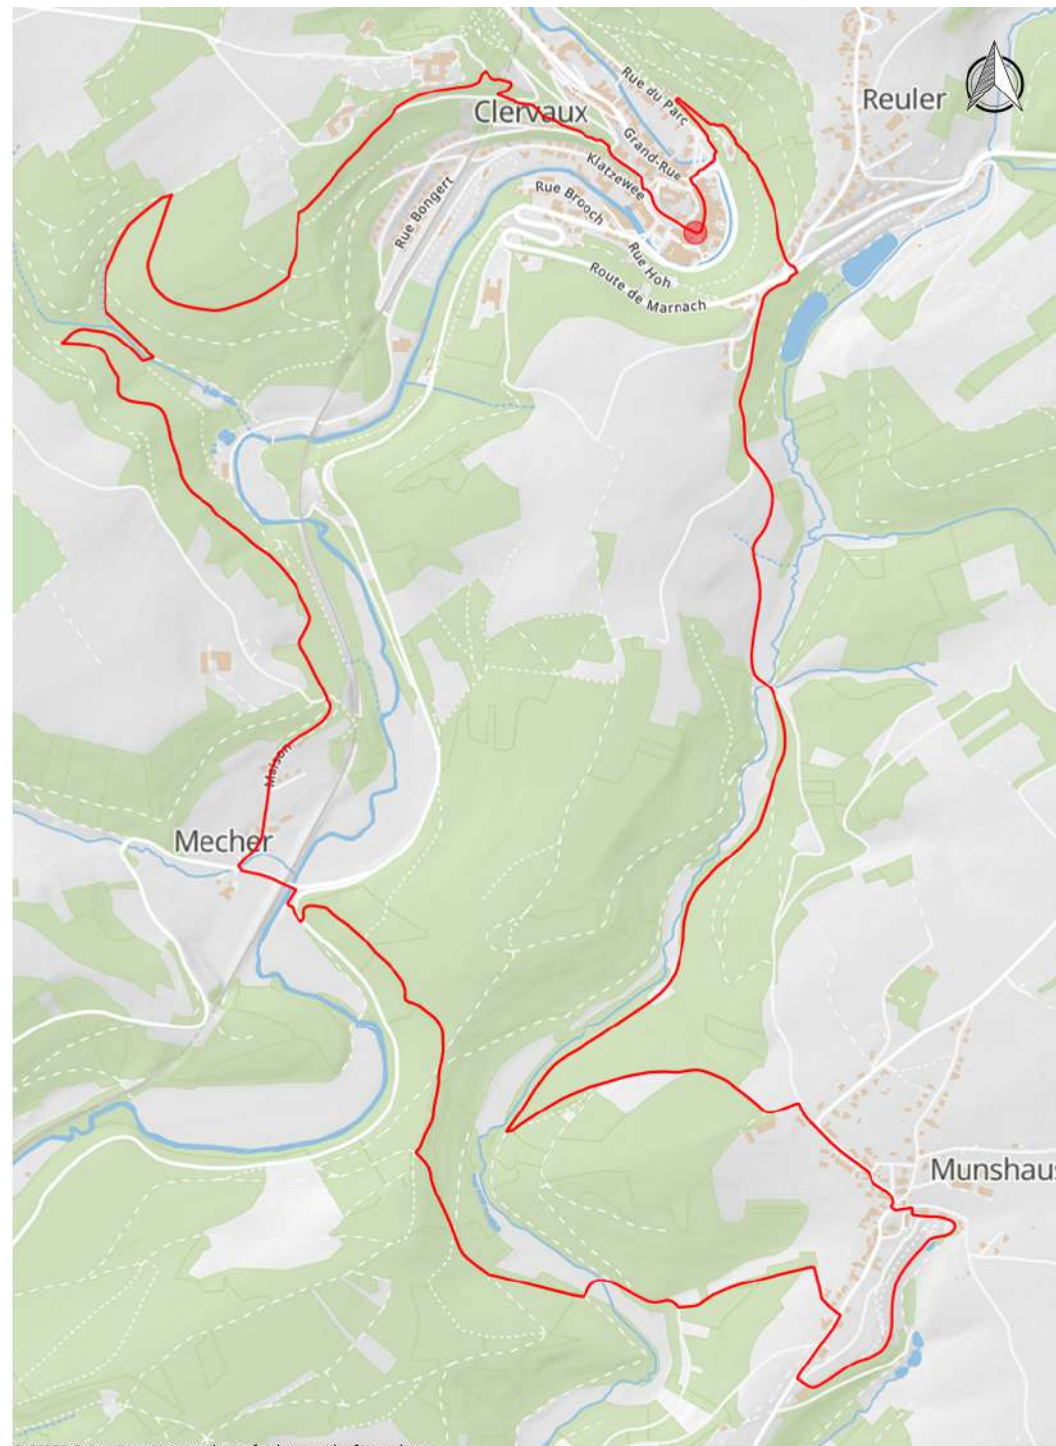 Rue du Parc
Reuler
Clervaux
Grand-Rue
Klatzewee
Rue Brooch
Rue Bongert
Rue Hoh
Route de Marnach
Maison
Mecher
Munshaus